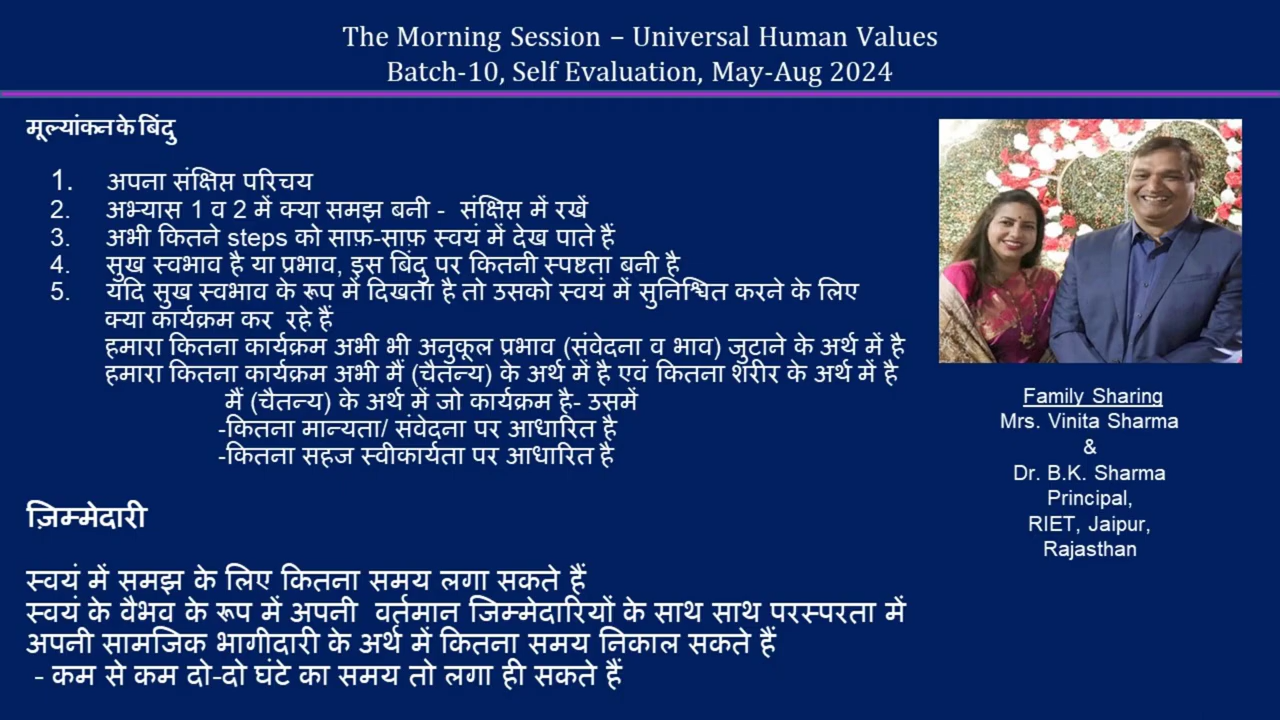 The Morning Session – Universal Human Values
Batch-10, Self Evaluation, May-Aug 2024
मूल्यांकन के बिंदु
1. अपना संक्षिप्त परिचय
2. अभ्यास 1 व 2 में क्या समझ बनी - संक्षिप्त में रखें
3. अभी कितने steps को साफ़-साफ़ स्वयं में देख पाते हैं
4. सुख स्वभाव है या प्रभाव, इस बिंदु पर कितनी स्पष्टता बनी है
5. यदि सुख स्वभाव के रूप में दिखता है तो उसको स्वयं में सुनिश्चित करने के लिए
क्या कार्यक्रम कर रहे हैं
हमारा कितना कार्यक्रम अभी भी अनुकूल प्रभाव (संवेदना व भाव) जुटाने के अर्थ में है
हमारा कितना कार्यक्रम अभी मैं (चैतन्य) के अर्थ में है एवं कितना शरीर के अर्थ में है
मैं (चैतन्य) के अर्थ में जो कार्यक्रम है- उसमें
-कितना मान्यता/ संवेदना पर आधारित है
-कितना सहज स्वीकार्यता पर आधारित है
ज़िम्मेदारी
स्वयं में समझ के लिए कितना समय लगा सकते हैं
स्वयं के वैभव के रूप में अपनी वर्तमान जिम्मेदारियों के साथ साथ परस्परता में
अपनी सामजिक भागीदारी के अर्थ में कितना समय निकाल सकते हैं
- कम से कम दो-दो घंटे का समय तो लगा ही सकते हैं
Family Sharing
Mrs. Vinita Sharma
&
Dr. B.K. Sharma
Principal,
RIET, Jaipur,
Rajasthan